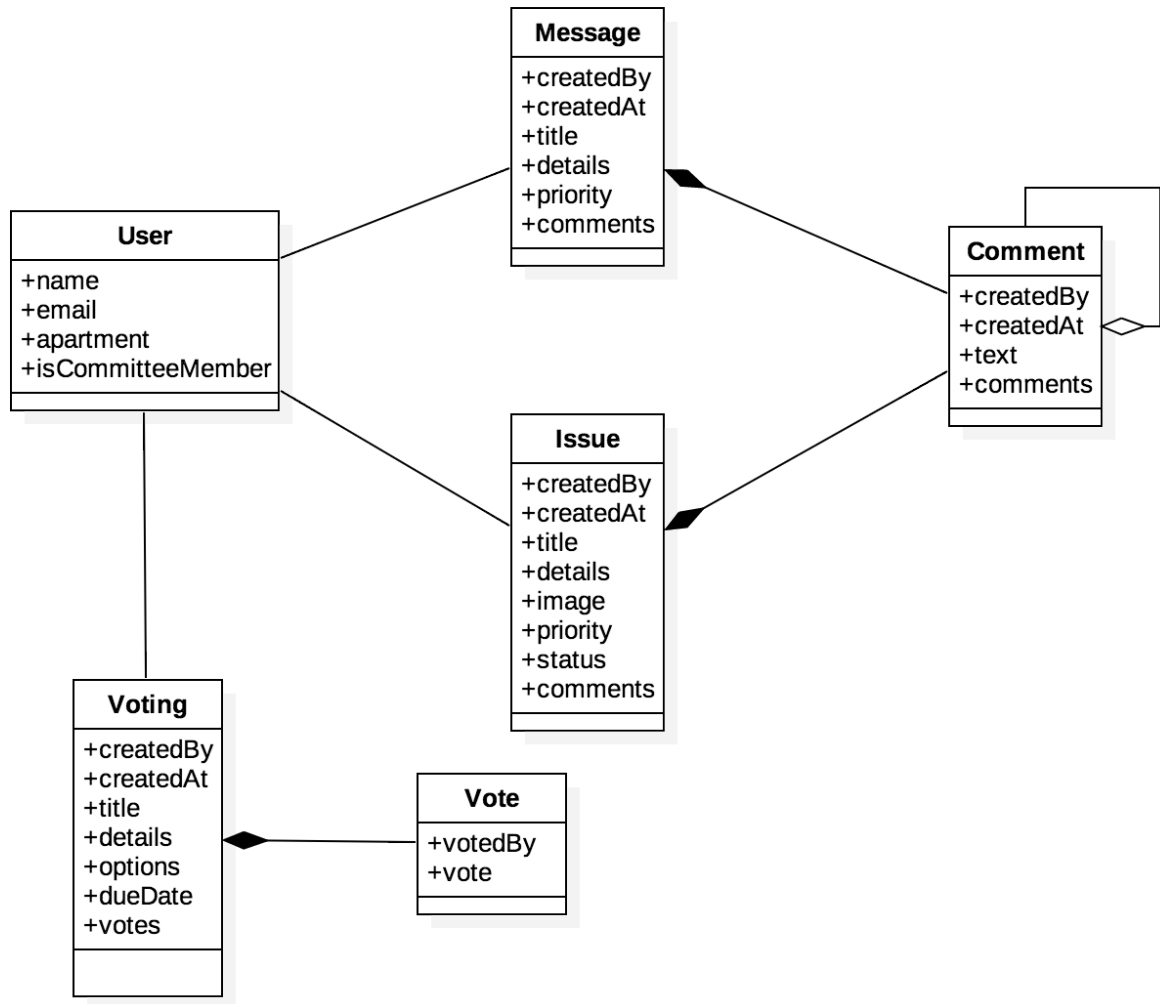 Message
+createdBy
+createdAt
+title
+details
+priority
+comments
User
+name
+email
+apartment
+isCommitteeMember
Comment
+createdBy
+createdAt
+text
+comments
Issue
+createdBy
+createdAt
+title
+details
+image
+priority
+status
+comments
Voting
+createdBy
+createdAt
+title
+details
+options
+dueDate
+votes
Vote
+votedBy
+vote